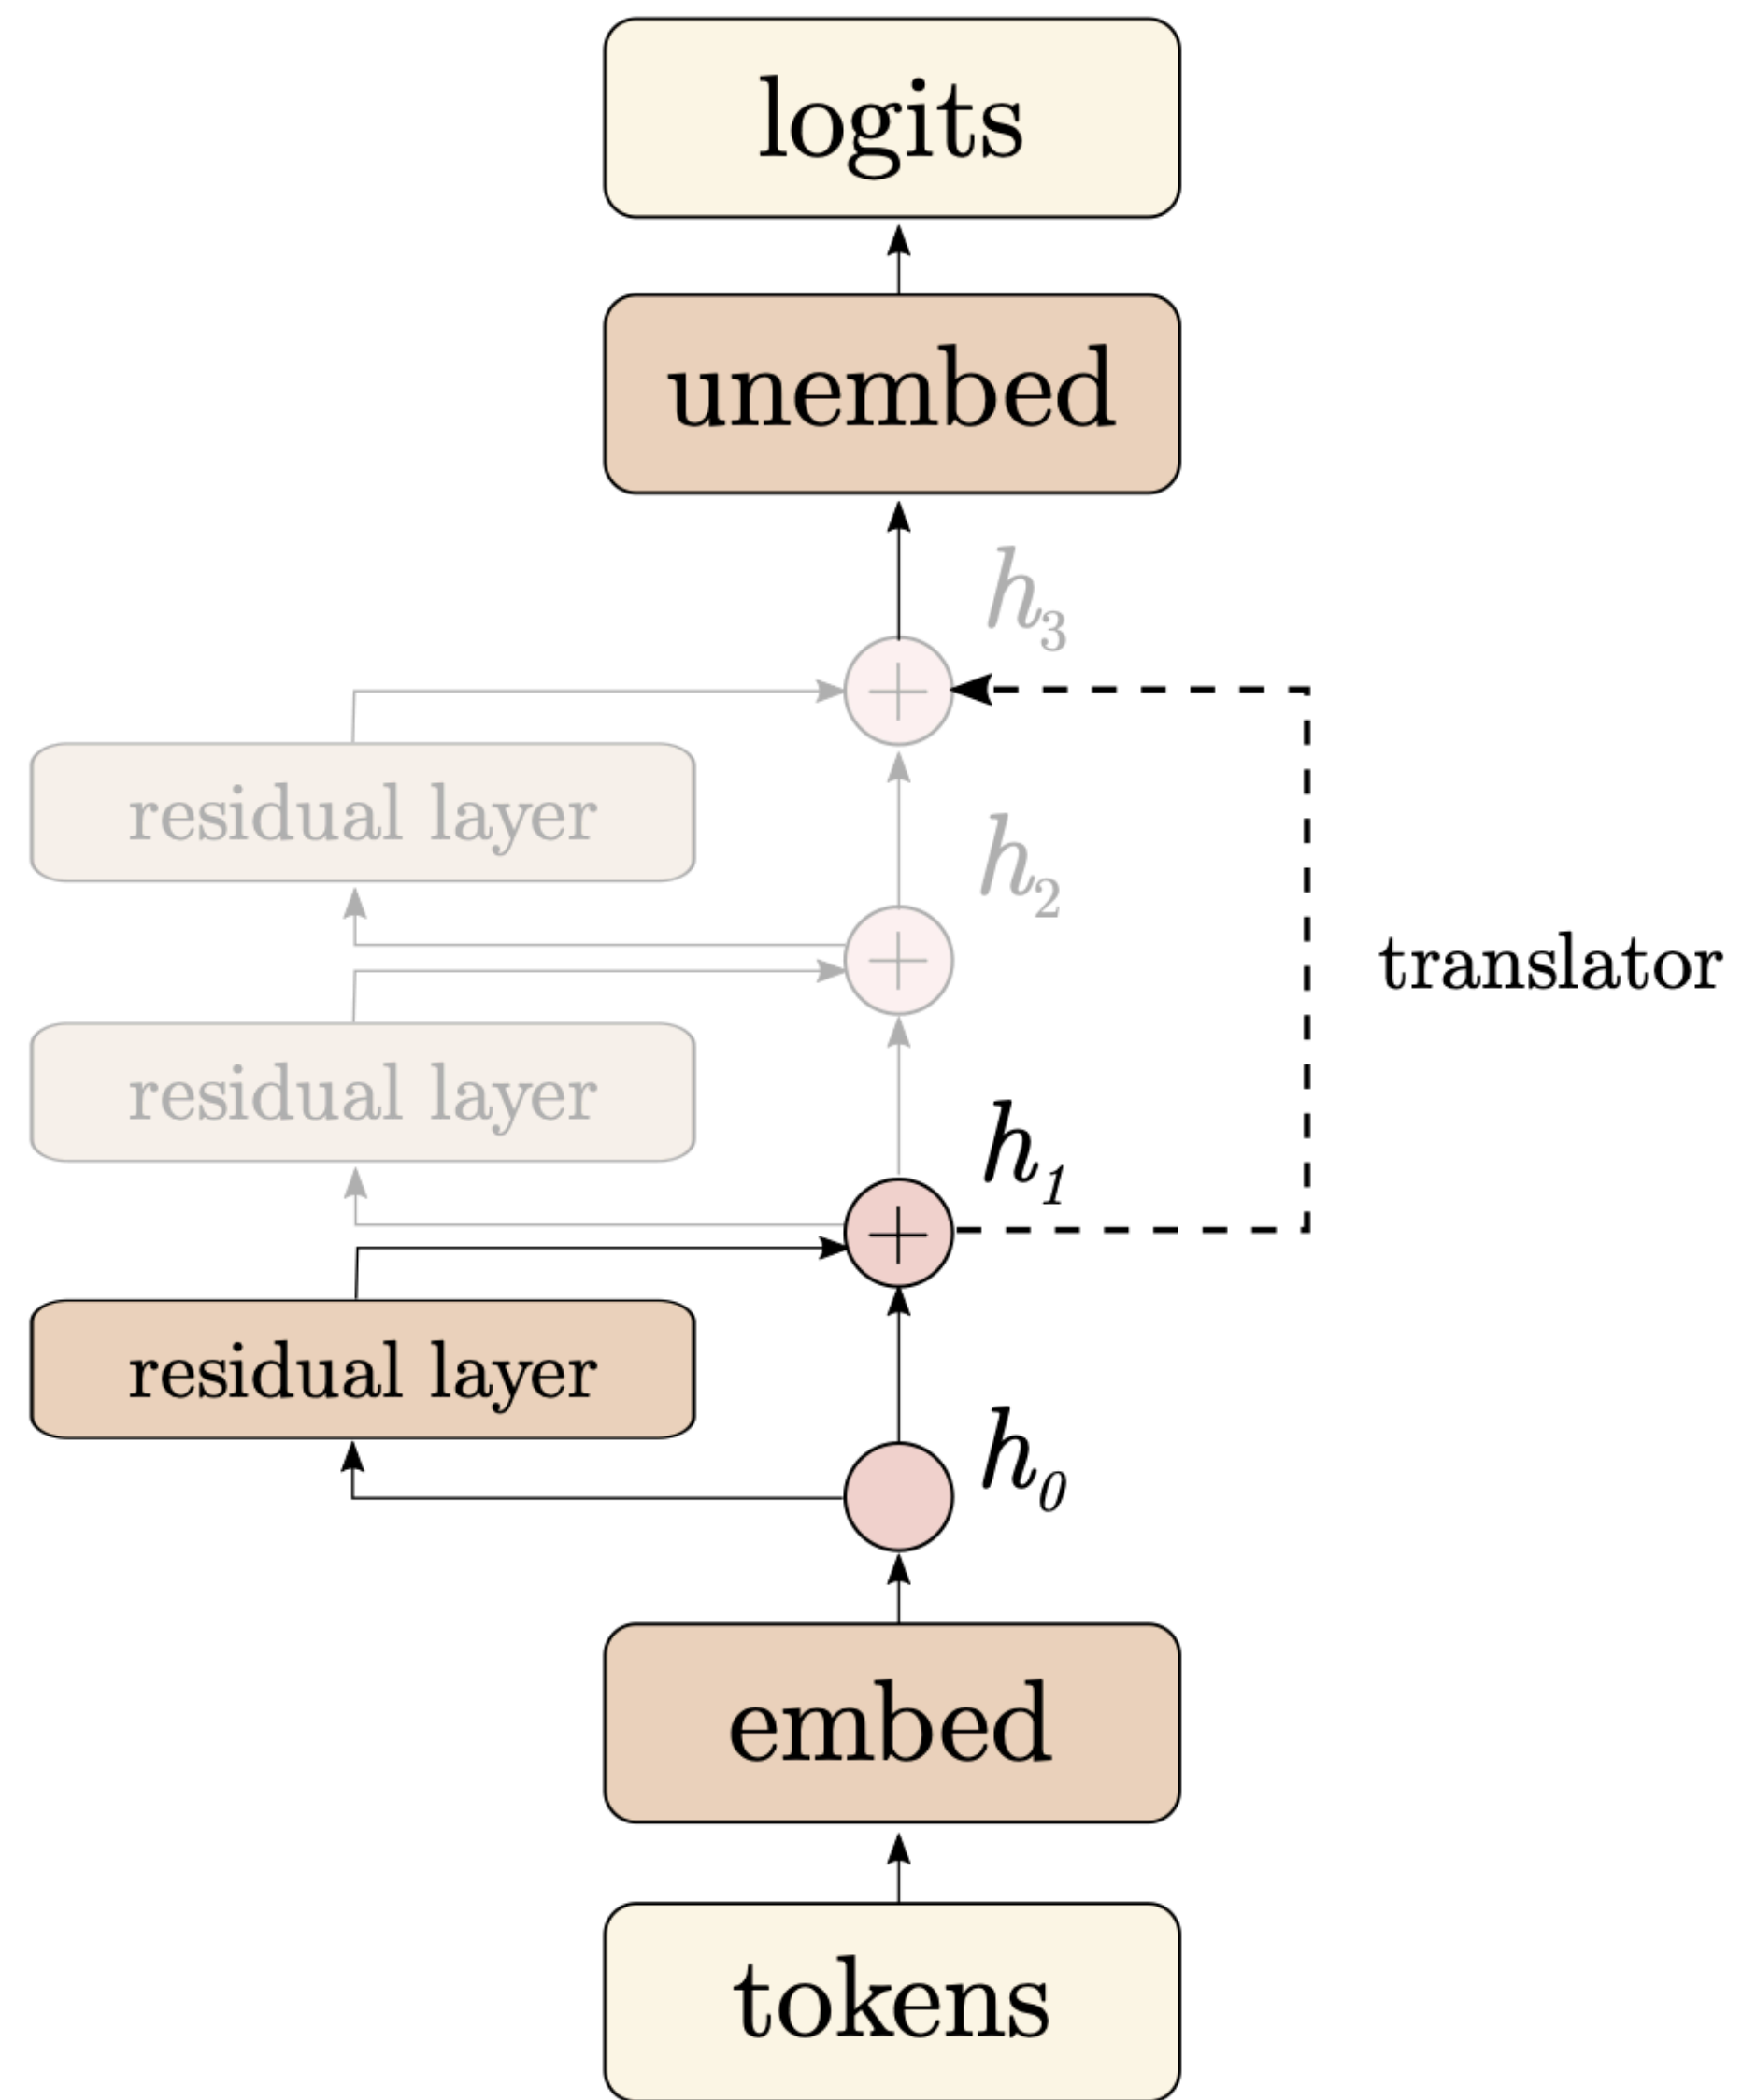 logits
unembed
h3
residual layer
h2
translator
residual layer
h1
residual layer
h0
embed
tokens